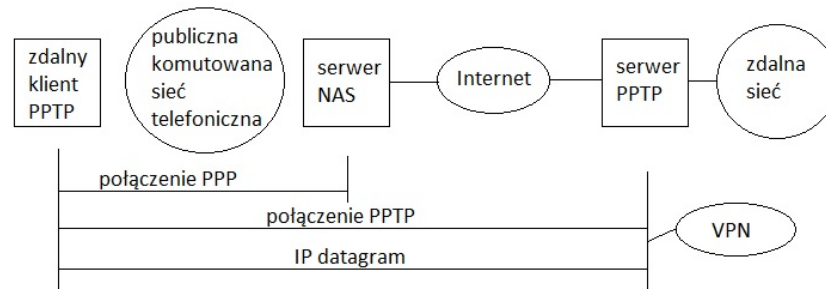 zdalny
klient
PPTP
publiczna
komutowana
sieć
telefoniczna
serwer
NAS
Internet
serwer
PPTP
zdalna
sieć
połączenie PPP
połączenie PPTP
VPN
IP datagram